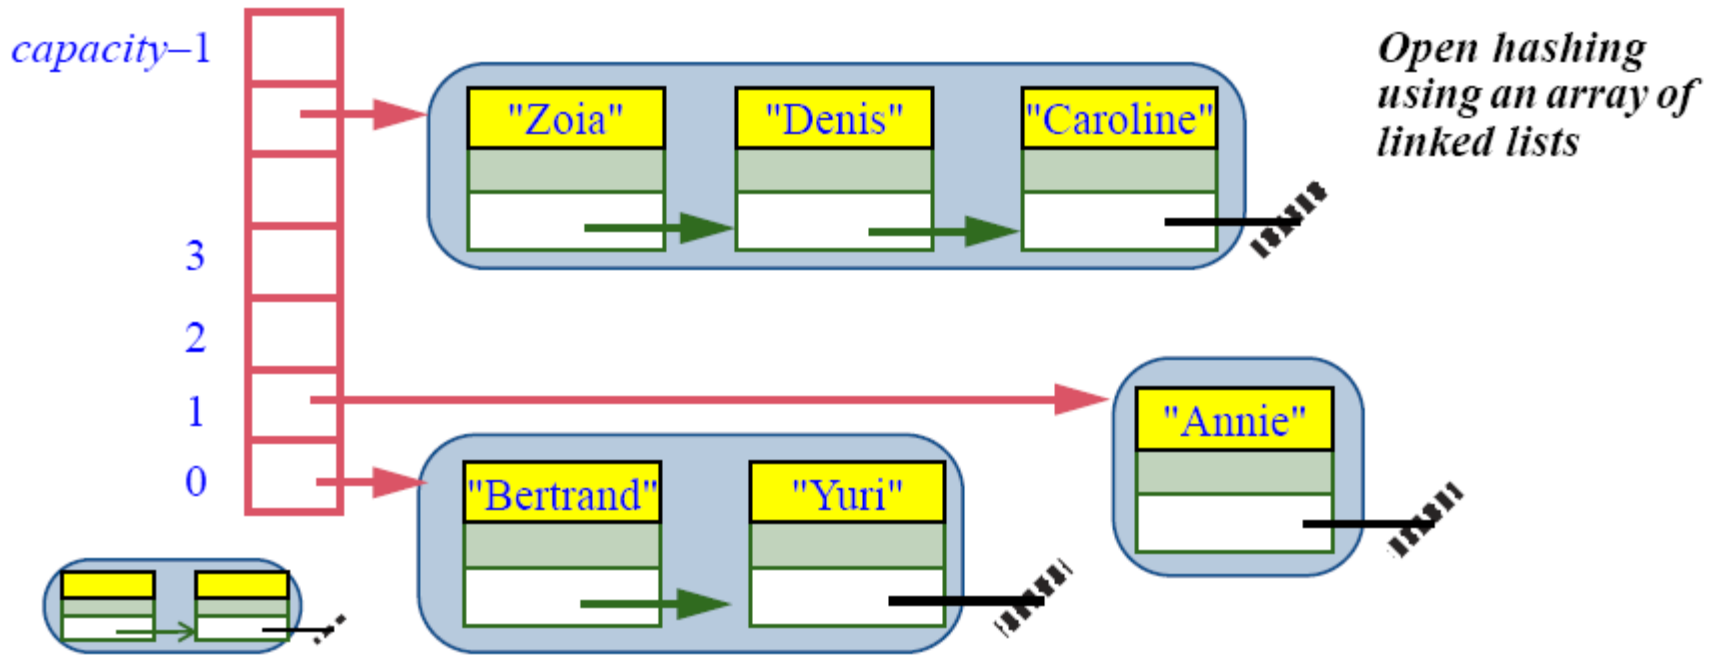 capacity–1
"Zoia" "Denis" "Caroline"
Open hashing
using an array of
linked lists
3
2
1
"Annie"
0
"Bertrand" "Yuri"